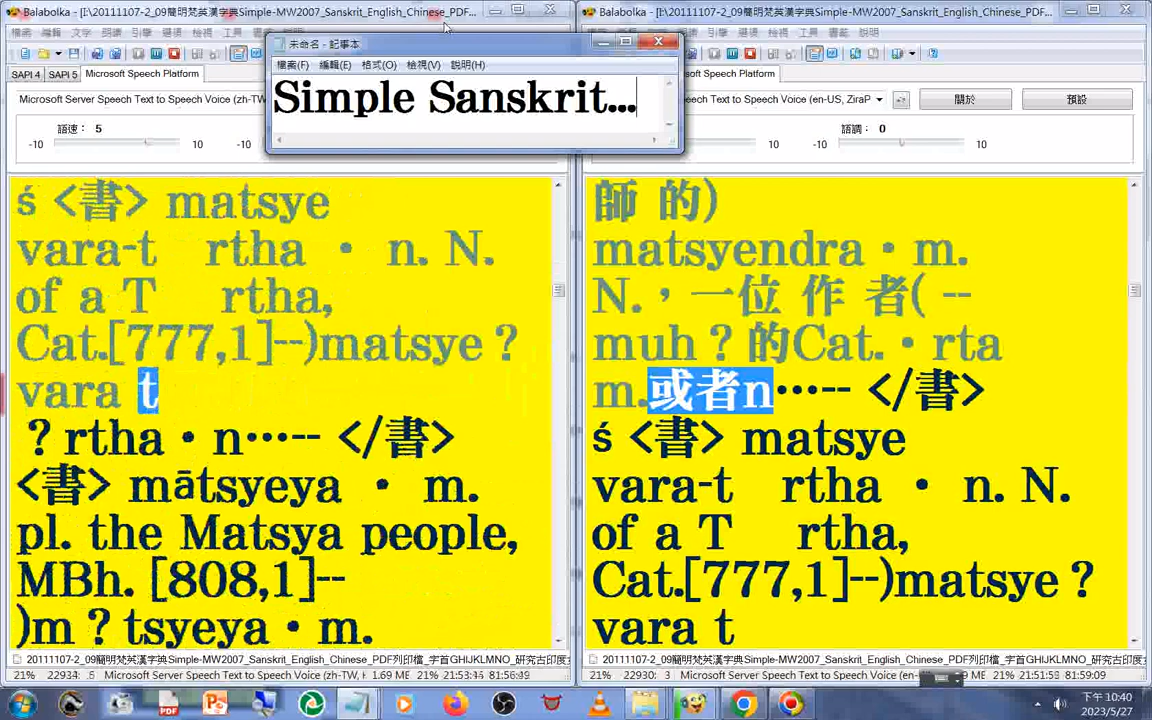 Balabolka - [I:\20111107-2_09簡明梵英漢字典Simple-MW2007_Sanskrit_English_Chinese_PDF...
Balabolka - [I:\20111107-2_09簡明梵英漢字典Simple-MW2007_Sanskrit_English_Chinese_PDF...
未命名 - 記事本
檔案(F) 編輯(E) 格式(O) 檢視(V) 說明(H)
Simple Sanskrit...
SAPI 4 SAPI 5 Microsoft Speech Platform
Speech Platform
Microsoft Server Speech Text to Speech Voice (zh-TW,
ech Text to Speech Voice (en-US, ZiraP
關於
預設
語速： 5
-10 10 -10
語調： 0
10 -10 10
ś <書> matsye
vara-t rtha • n. N.
of a T rtha,
Cat.[777,1]--)matsye？
vara t
？rtha • n…-- </書>
<書> mātsyeya • m.
pl. the Matsya people,
MBh. [808,1]--
)m？tsyeya • m.
師 的)
matsyendra • m.
N.，一位 作 者( --
muh？的Cat. • rta
m.或者n…-- </書>
ś <書> matsye
vara-t rtha • n. N.
of a T rtha,
Cat.[777,1]--)matsye？
vara t
20111107-2_09簡明梵英漢字典Simple-MW2007_Sanskrit_English_Chinese_PDF列印檔_字首GHIJKLMNO_研究古印度
20111107-2_09簡明梵英漢字典Simple-MW2007_Sanskrit_English_Chinese_PDF列印檔_字首GHIJKLMNO_研究古印度
21% 22934: Microsoft Server Speech Text to Speech Voice (zh-TW, 1.69 ME 21%
21% 22930: Microsoft Server Speech Text to Speech Voice 21% 21:51:59 81:59:09
下午 10:40
2023/5/27